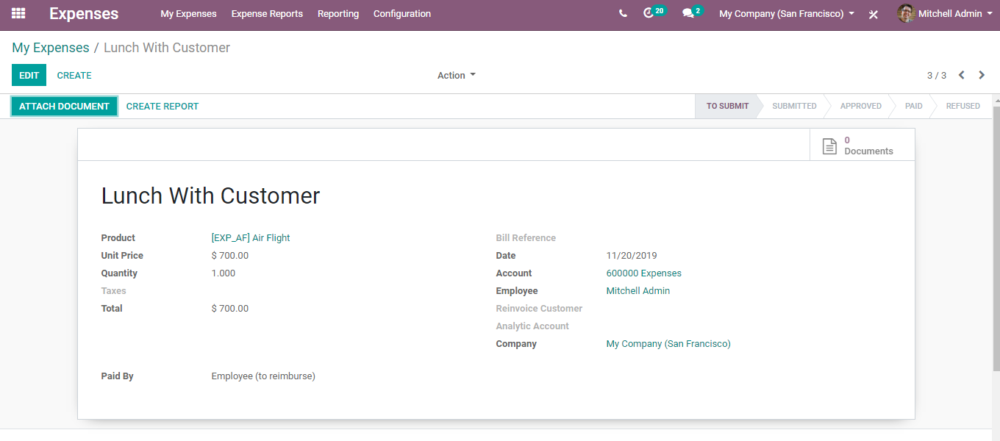 Expenses My Expenses Expense Reports Reporting Configuration 20 2 My Company (San Francisco) Mitchell Admin
My Expenses / Lunch With Customer
EDIT CREATE Action 3 / 3
ATTACH DOCUMENT CREATE REPORT TO SUBMIT SUBMITTED APPROVED PAID REFUSED
0
Documents
Lunch With Customer
Product [EXP_AF] Air Flight Bill Reference
Unit Price $ 700.00 Date 11/20/2019
Quantity 1.000 Account 600000 Expenses
Taxes Employee Mitchell Admin
Total $ 700.00 Reinvoice Customer
Analytic Account
Company My Company (San Francisco)
Paid By Employee (to reimburse)